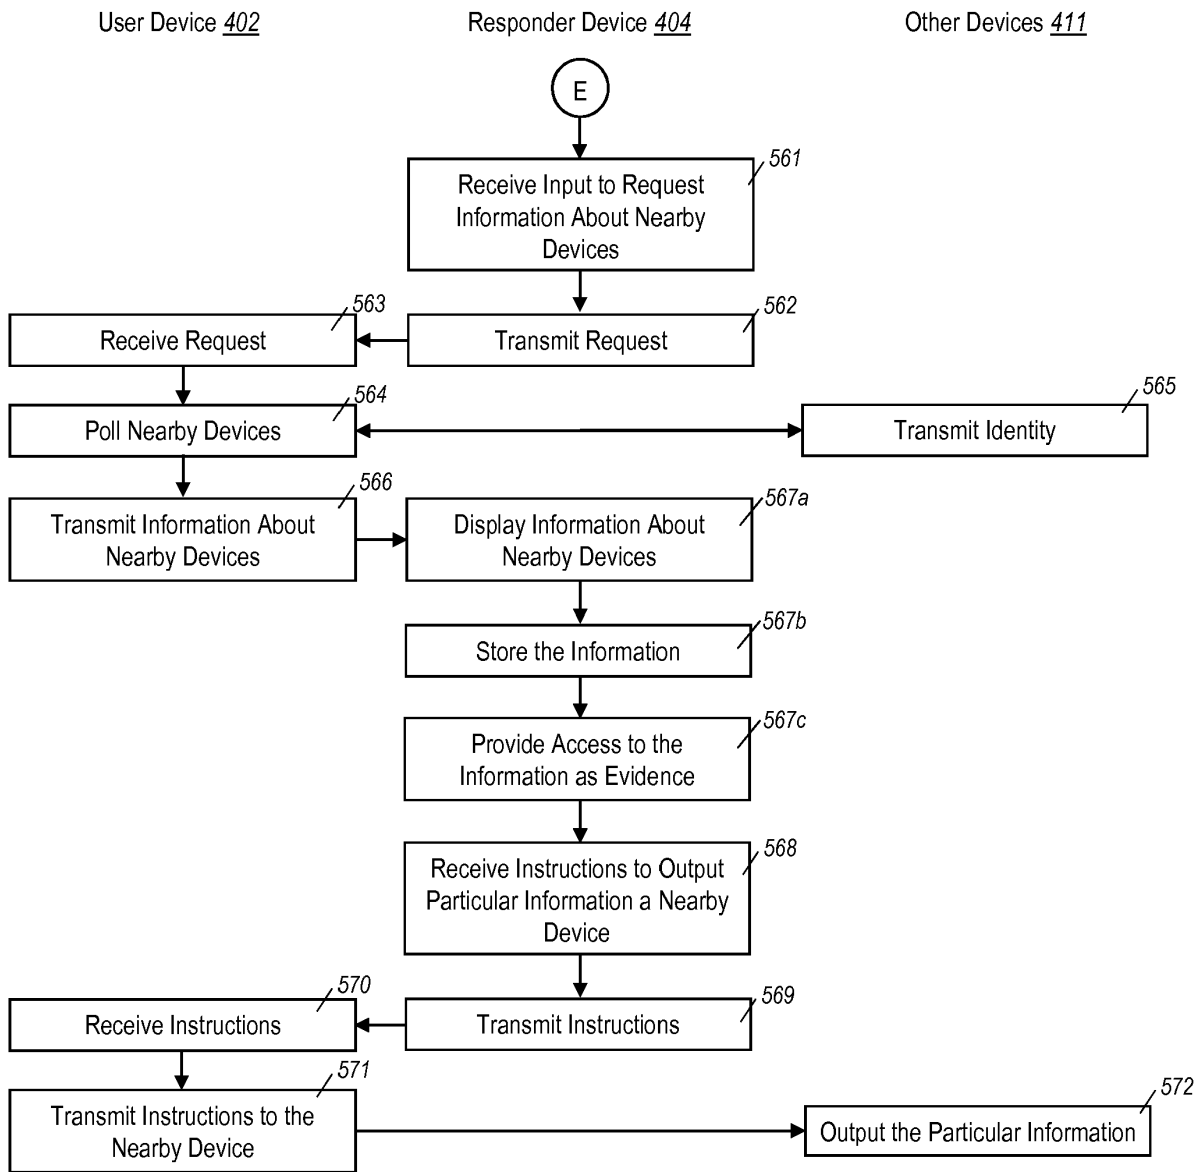 User Device 402
Responder Device 404
Other Devices 411
E
561
Receive Input to Request
Information About Nearby
Devices
563
Receive Request
562
Transmit Request
564
Poll Nearby Devices
565
Transmit Identity
566
Transmit Information About
Nearby Devices
567a
Display Information About
Nearby Devices
567b
Store the Information
567c
Provide Access to the
Information as Evidence
568
Receive Instructions to Output
Particular Information a Nearby
Device
570
Receive Instructions
569
Transmit Instructions
571
Transmit Instructions to the
Nearby Device
572
Output the Particular Information